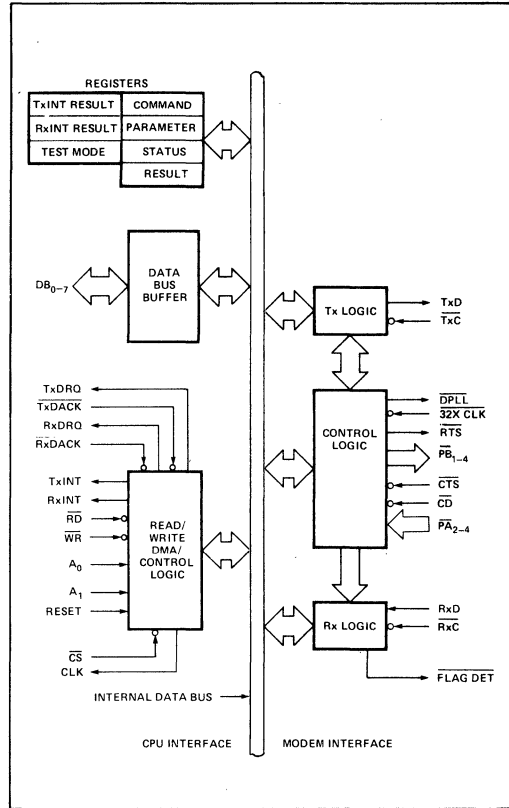 REGISTERS
TxINT RESULT COMMAND
RxINT RESULT PARAMETER
TEST MODE STATUS
RESULT
DB0–7
DATA
BUS
BUFFER
Tx LOGIC
TxD
TxC
TxDRQ
TxDACK
RxDRQ
RxDACK
TxINT
RxINT
RD
WR
A0
A1
RESET
CS
CLK
READ/
WRITE
DMA/
CONTROL
LOGIC
CONTROL
LOGIC
DPLL
32X CLK
RTS
PB1–4
CTS
CD
PA2–4
Rx LOGIC
RxD
RxC
FLAG DET
INTERNAL DATA BUS
CPU INTERFACE
MODEM INTERFACE